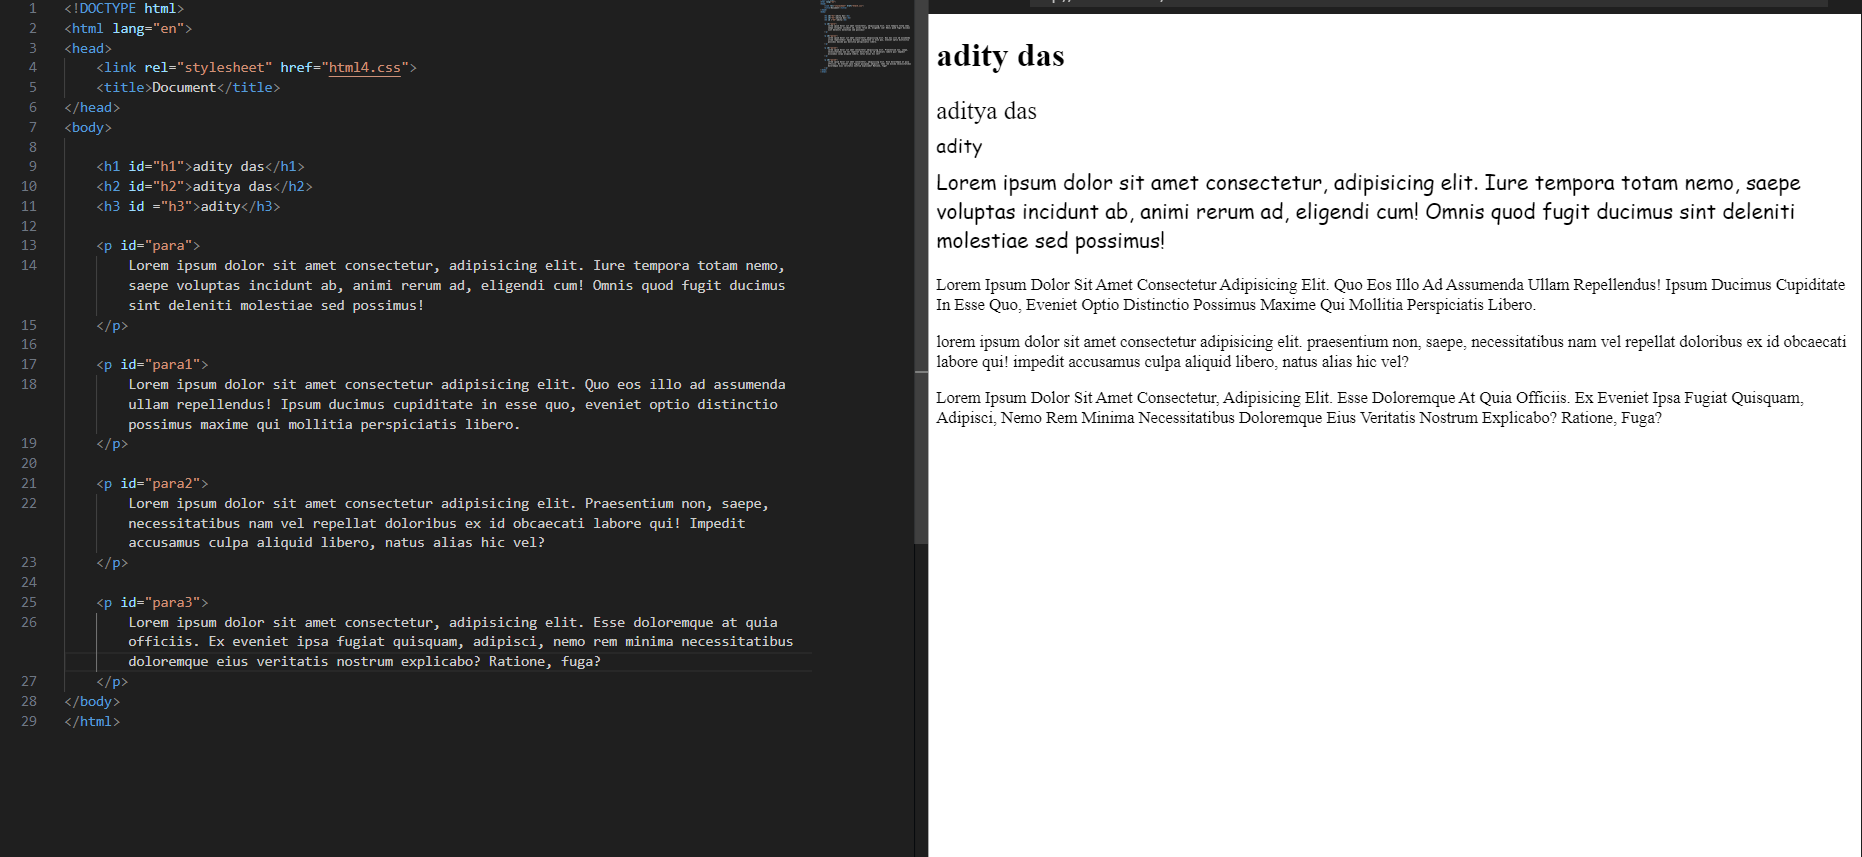 1 <!DOCTYPE html>
2 <html lang="en">
3 <head>
4 <link rel="stylesheet" href="html4.css">
5 <title>Document</title>
6 </head>
7 <body>
8
9 <h1 id="h1">adity das</h1>
10 <h2 id="h2">aditya das</h2>
11 <h3 id ="h3">adity</h3>
12
13 <p id="para">
14 Lorem ipsum dolor sit amet consectetur, adipisicing elit. Iure tempora totam nemo,
saepe voluptas incidunt ab, animi rerum ad, eligendi cum! Omnis quod fugit ducimus
sint deleniti molestiae sed possimus!
15 </p>
16
17 <p id="para1">
18 Lorem ipsum dolor sit amet consectetur adipisicing elit. Quo eos illo ad assumenda
ullam repellendus! Ipsum ducimus cupiditate in esse quo, eveniet optio distinctio
possimus maxime qui mollitia perspiciatis libero.
19 </p>
20
21 <p id="para2">
22 Lorem ipsum dolor sit amet consectetur adipisicing elit. Praesentium non, saepe,
necessitatibus nam vel repellat doloribus ex id obcaecati labore qui! Impedit
accusamus culpa aliquid libero, natus alias hic vel?
23 </p>
24
25 <p id="para3">
26 Lorem ipsum dolor sit amet consectetur, adipisicing elit. Esse doloremque at quia
officiis. Ex eveniet ipsa fugiat quisquam, adipisci, nemo rem minima necessitatibus
doloremque eius veritatis nostrum explicabo? Ratione, fuga?
27 </p>
28 </body>
29 </html>
adity das
aditya das
adity
Lorem ipsum dolor sit amet consectetur, adipisicing elit. Iure tempora totam nemo, saepe
voluptas incidunt ab, animi rerum ad, eligendi cum! Omnis quod fugit ducimus sint deleniti
molestiae sed possimus!
Lorem Ipsum Dolor Sit Amet Consectetur Adipisicing Elit. Quo Eos Illo Ad Assumenda Ullam Repellendus! Ipsum Ducimus Cupiditate
In Esse Quo, Eveniet Optio Distinctio Possimus Maxime Qui Mollitia Perspiciatis Libero.
lorem ipsum dolor sit amet consectetur adipisicing elit. praesentium non, saepe, necessitatibus nam vel repellat doloribus ex id obcaecati
labore qui! impedit accusamus culpa aliquid libero, natus alias hic vel?
Lorem Ipsum Dolor Sit Amet Consectetur, Adipisicing Elit. Esse Doloremque At Quia Officiis. Ex Eveniet Ipsa Fugiat Quisquam,
Adipisci, Nemo Rem Minima Necessitatibus Doloremque Eius Veritatis Nostrum Explicabo? Ratione, Fuga?